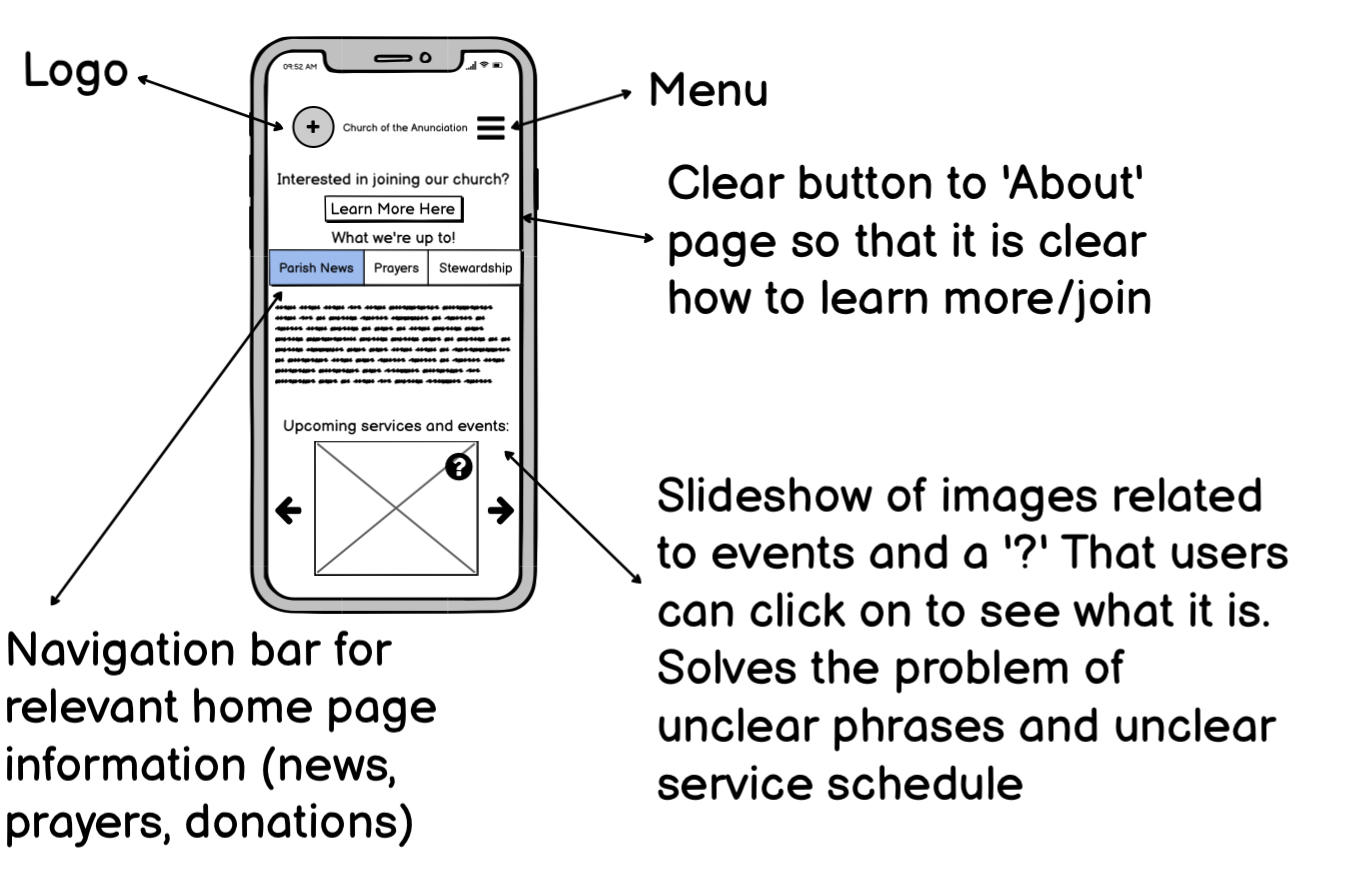 Logo
09:52 AM
Church of the Anunciation
Menu
Interested in joining our church?
Learn More Here
What we're up to!
Parish News
Prayers
Stewardship
Clear button to 'About'
page so that it is clear
how to learn more/join
Upcoming services and events:
?
Slideshow of images related
to events and a '?' That users
can click on to see what it is.
Solves the problem of
unclear phrases and unclear
service schedule
Navigation bar for
relevant home page
information (news,
prayers, donations)